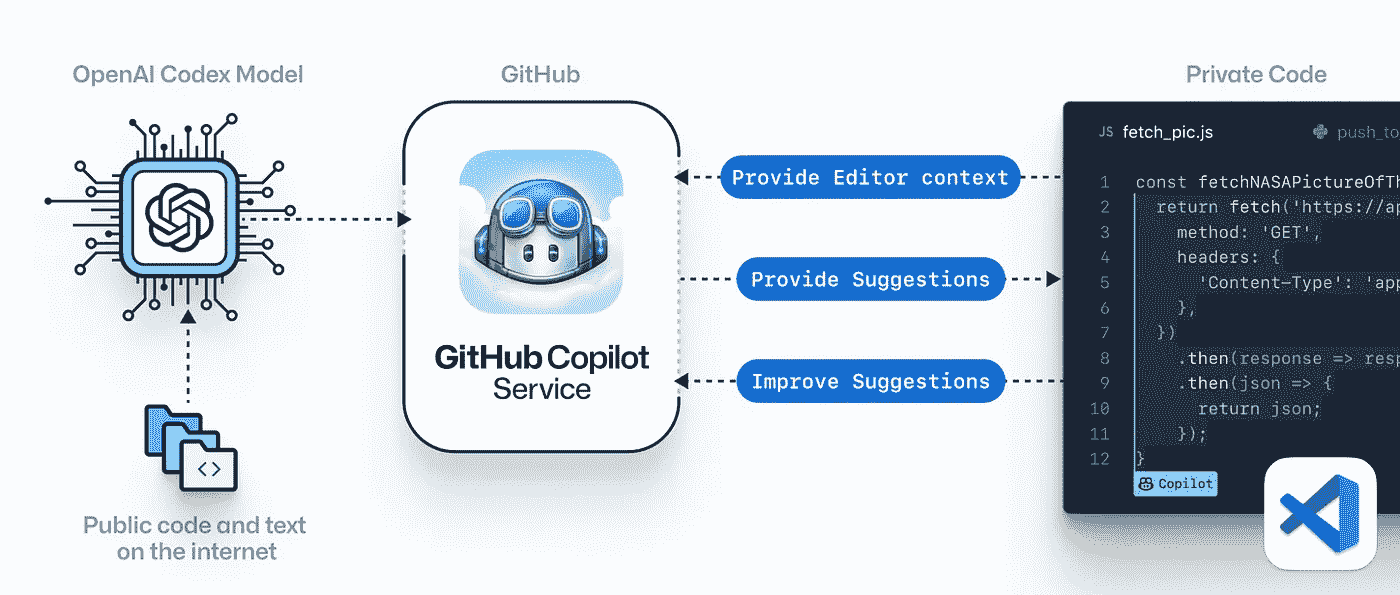 OpenAI Codex Model
GitHub
Private Code
JS fetch_pic.js
push_to
Provide Editor context
Provide Suggestions
Improve Suggestions
GitHub Copilot
Service
Public code and text
on the internet
1 const fetchNASAPictureOfTh
2 return fetch('https://ap
3 method: 'GET',
4 headers: {
5 'Content-Type': 'app
6 },
7 })
8 .then(response => resp
9 .then(json => {
10 return json;
11 });
12 }
Copilot